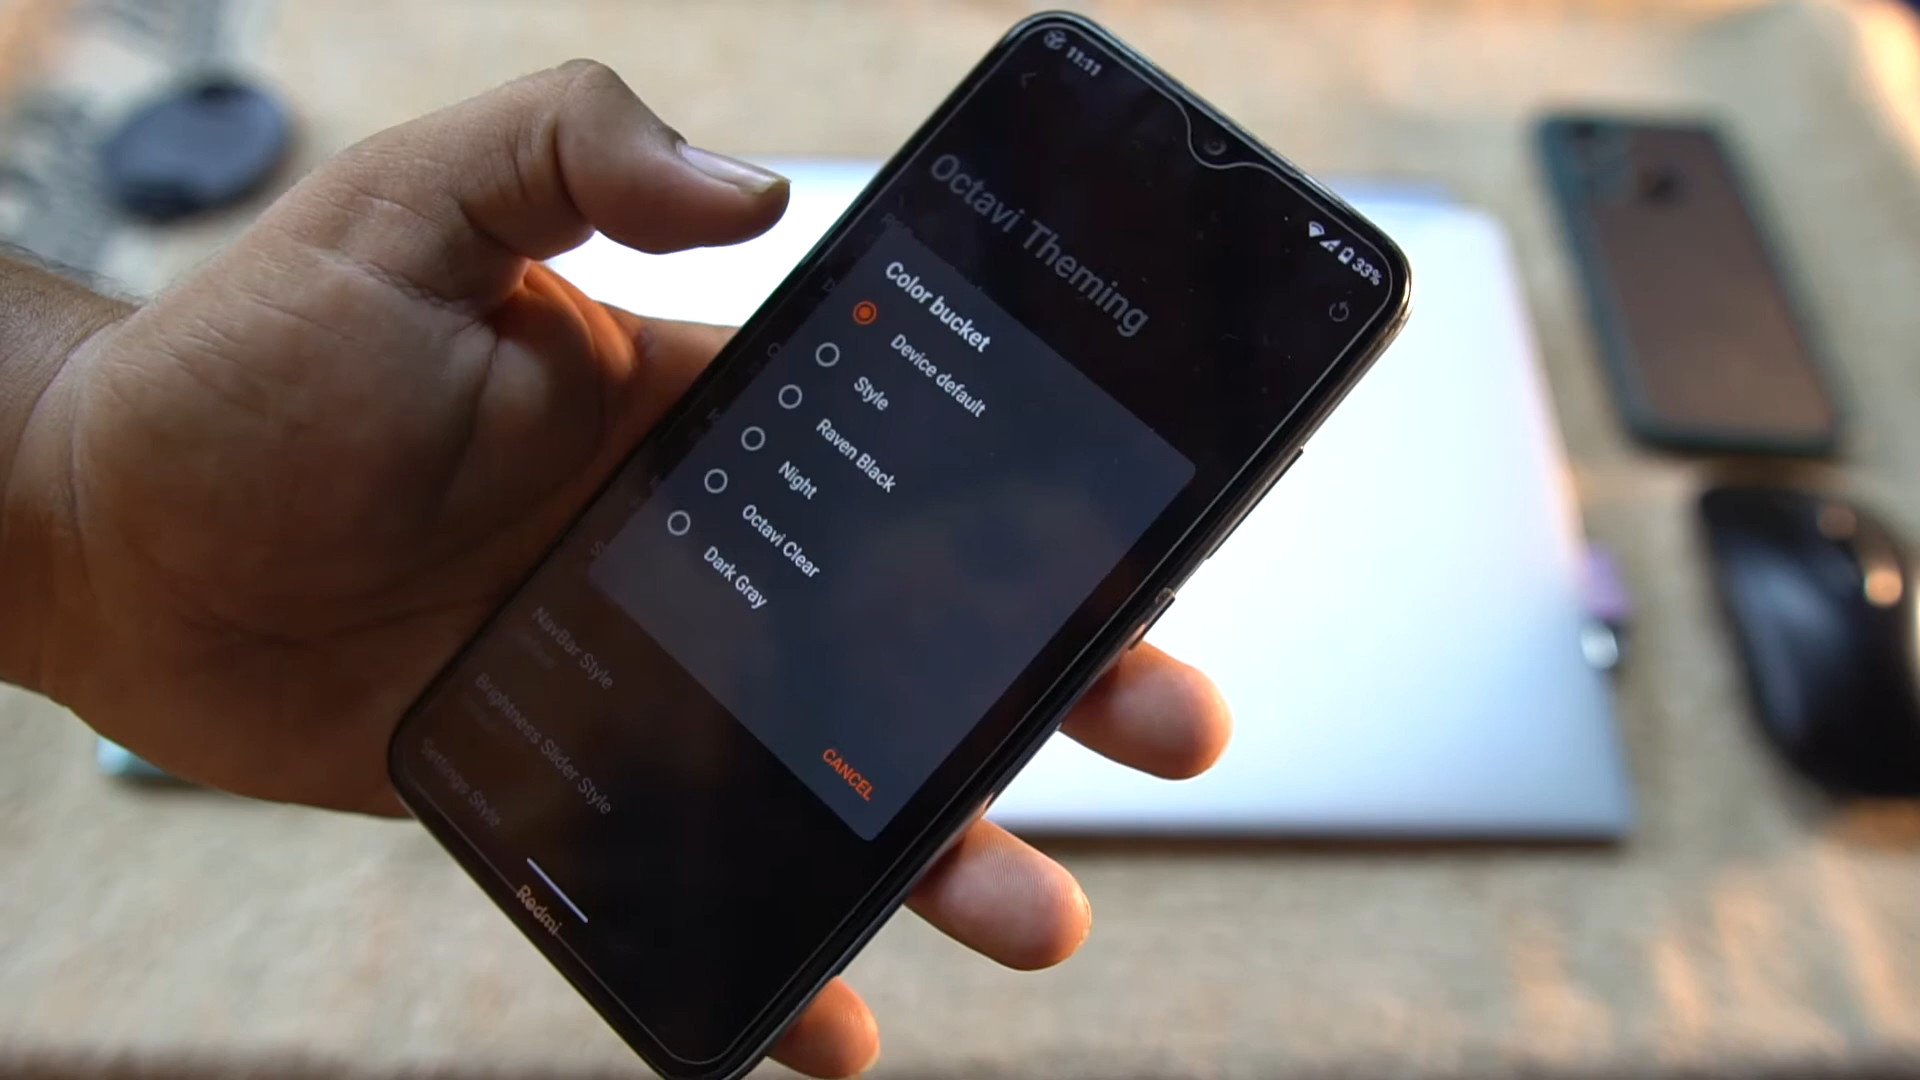 11:11
33%
Octavi Theming
Color bucket
Device default
Style
Raven Black
Night
Octavi Clear
Dark Gray
CANCEL
NavBar Style
Brightness Slider Style
Settings Style
Redmi